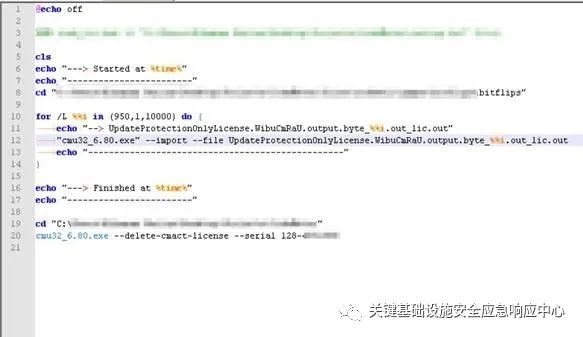 1 @echo off
2
3
4
5 cls
6 echo "---> Started at %time%"
7 echo "-----------------------"
8 cd " \bitflips"
9
10 for /L %%i in (950,1,10000) do (
11 echo "--> UpdateProtectionOnlyLicense.WibuCmRaU.output.byte_%%i.out_lic.out"
12 "cmu32_6.80.exe" --import --file UpdateProtectionOnlyLicense.WibuCmRaU.output.byte_%%i.out_lic.out
13 echo "-----------------------------------------"
14 )
15
16 echo "---> Finished at %time%"
17 echo "-----------------------"
18
19 cd "C:\ "
20 cmu32_6.80.exe --delete-cmact-license --serial 128-
21
关键基础设施安全应急响应中心